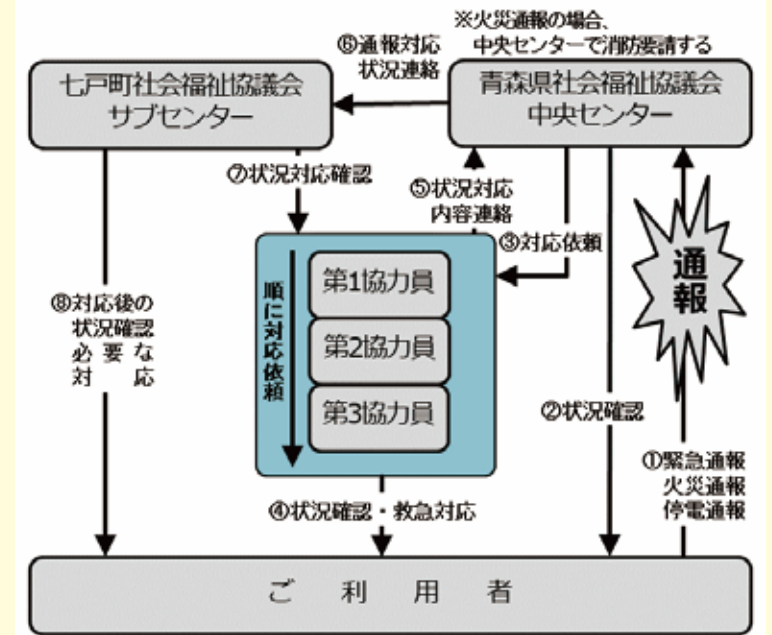 ※火災通報の場合、
中央センターで消防要請する
⑥通報対応
状況連絡
七戸町社会福祉協議会
サブセンター
青森県社会福祉協議会
中央センター
⑦状況対応確認
⑤状況対応
内容連絡
③対応依頼
通報
順に対応依頼
第1協力員
第2協力員
第3協力員
⑧対応後の
状況確認
必要な
対応
②状況確認
①緊急通報
火災通報
停電通報
④状況確認・救急対応
ご利用者